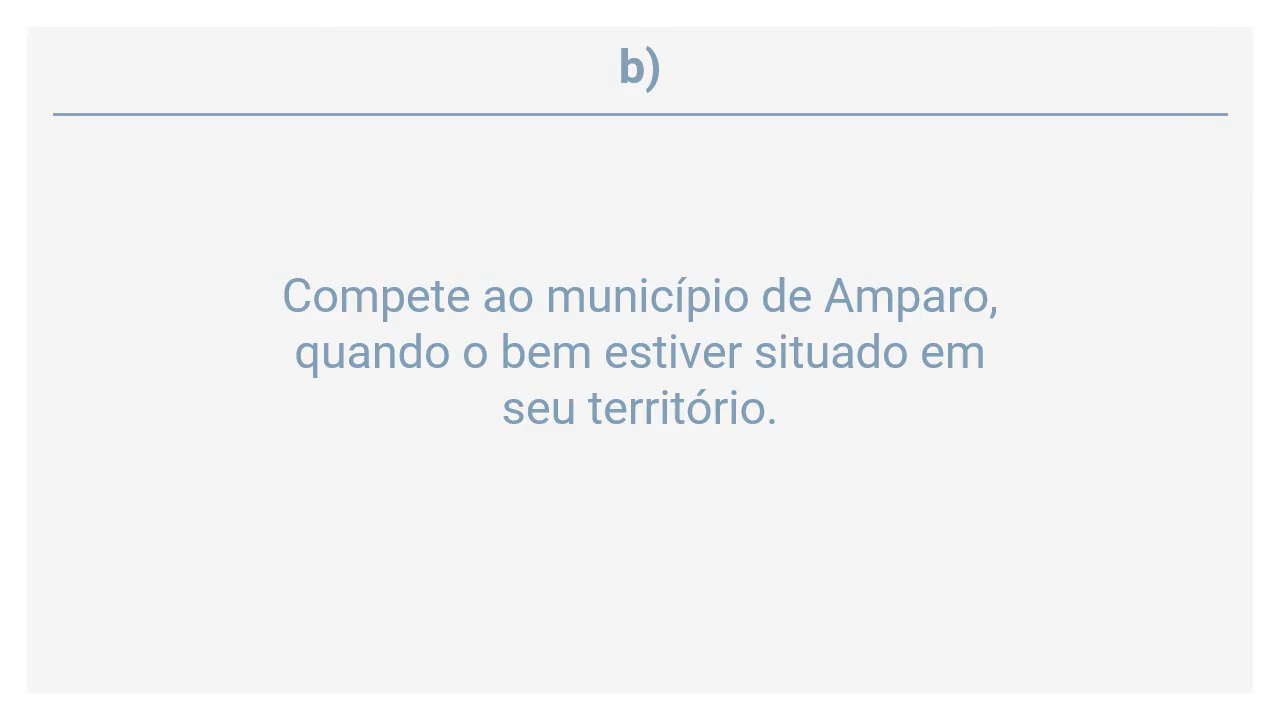 b)
Compete ao município de Amparo,
quando o bem estiver situado em
seu território.